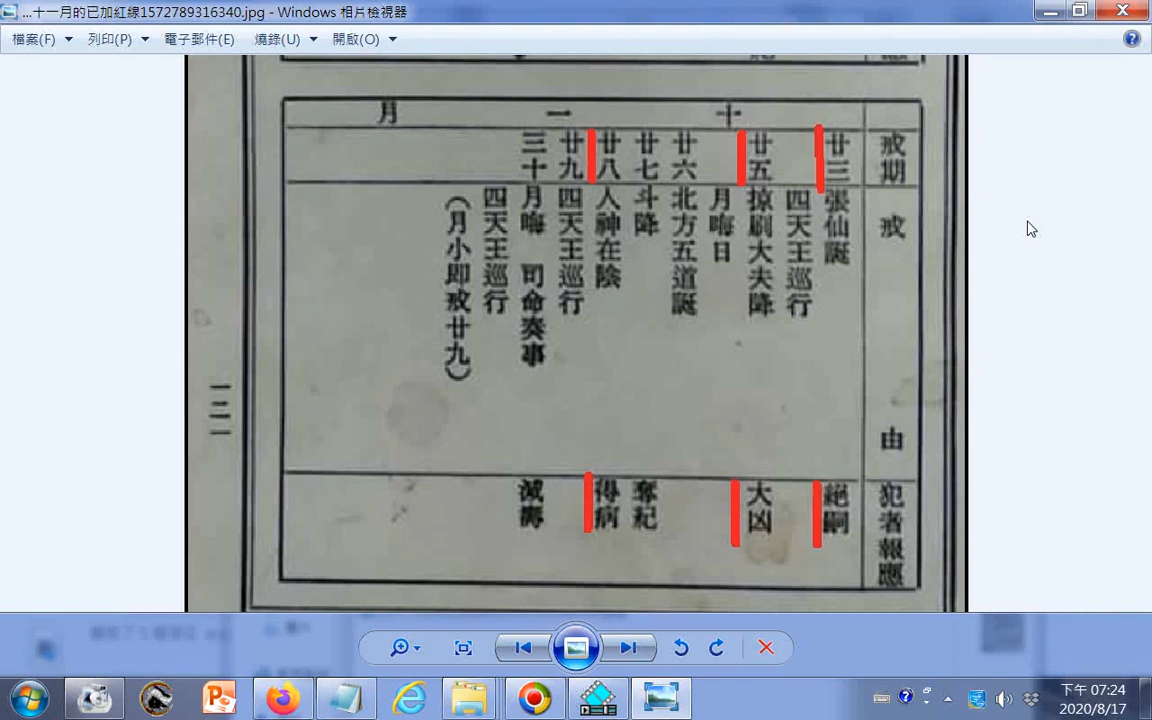 ...十一月的已加紅線1572789316340.jpg - Windows 相片檢視器
檔案(F) 列印(P) 電子郵件(E) 燒錄(U) 開啟(O)
十一月
戒期
戒由
犯者報應
廿三
張仙誕
絕嗣
四天王巡行
廿五
掠刷大夫降
大凶
月晦日
廿六
北方五道誕
廿七
斗降
奪紀
廿八
人神在陰
得病
廿九
四天王巡行
三十
月晦 司命奏事
減壽
四天王巡行
（月小即戒廿九）
一二一
下午 07:24
2020/8/17